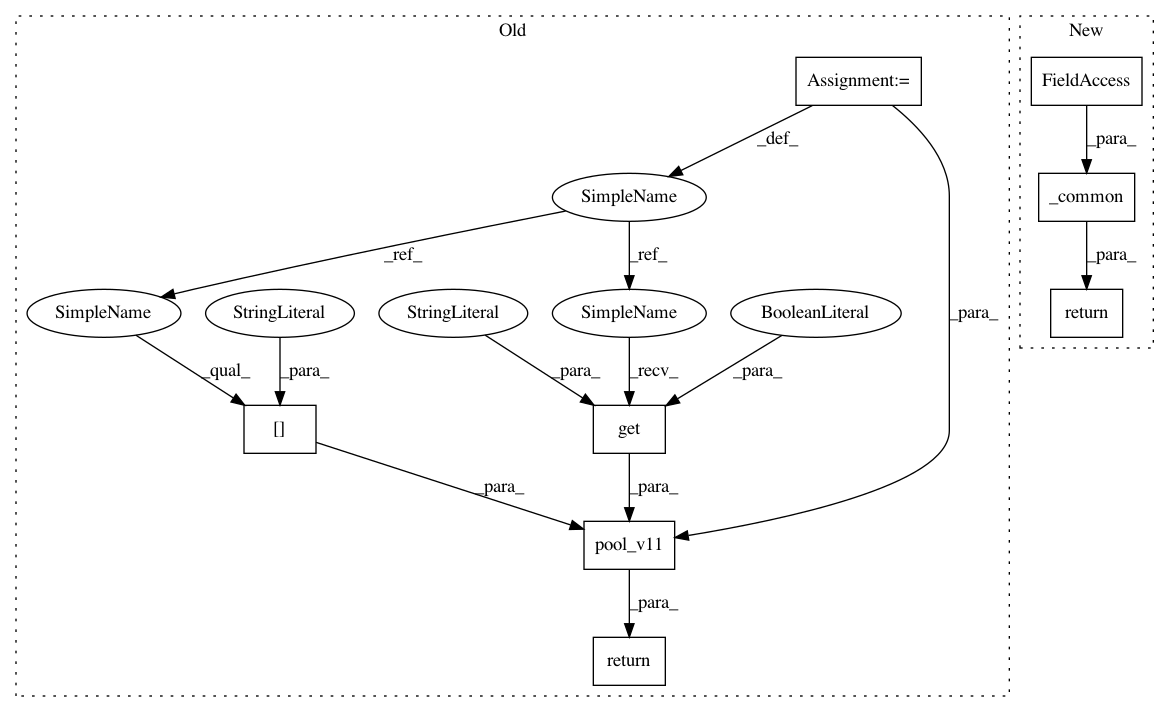 Old
New
Assignment:=
FieldAccess
_def_
_para_
SimpleName
_common
_ref_
_ref_
_para_
SimpleName
StringLiteral
StringLiteral
SimpleName
BooleanLiteral
_para_
return
_qual_
_para_
_para_
_recv_
_para_
[]
get
_para_
_para_
pool_v11
_para_
return